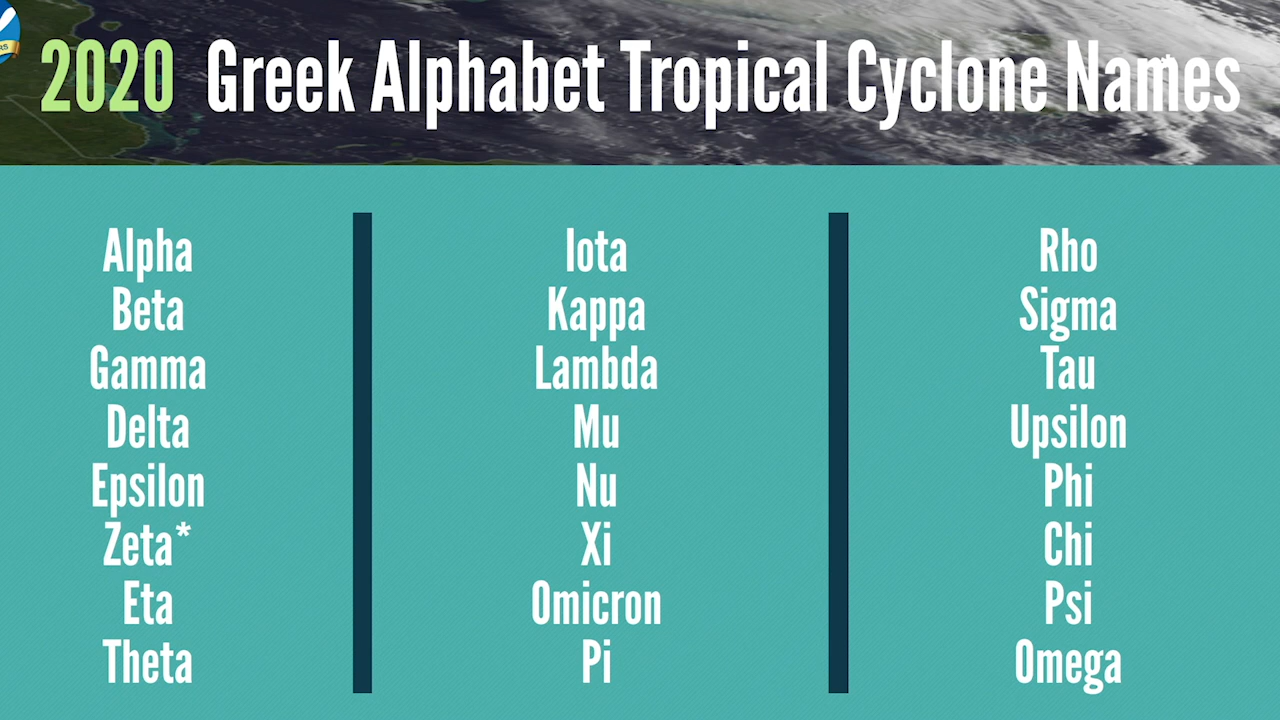 2020 Greek Alphabet Tropical Cyclone Names
Alpha
Beta
Gamma
Delta
Epsilon
Zeta*
Eta
Theta
Iota
Kappa
Lambda
Mu
Nu
Xi
Omicron
Pi
Rho
Sigma
Tau
Upsilon
Phi
Chi
Psi
Omega